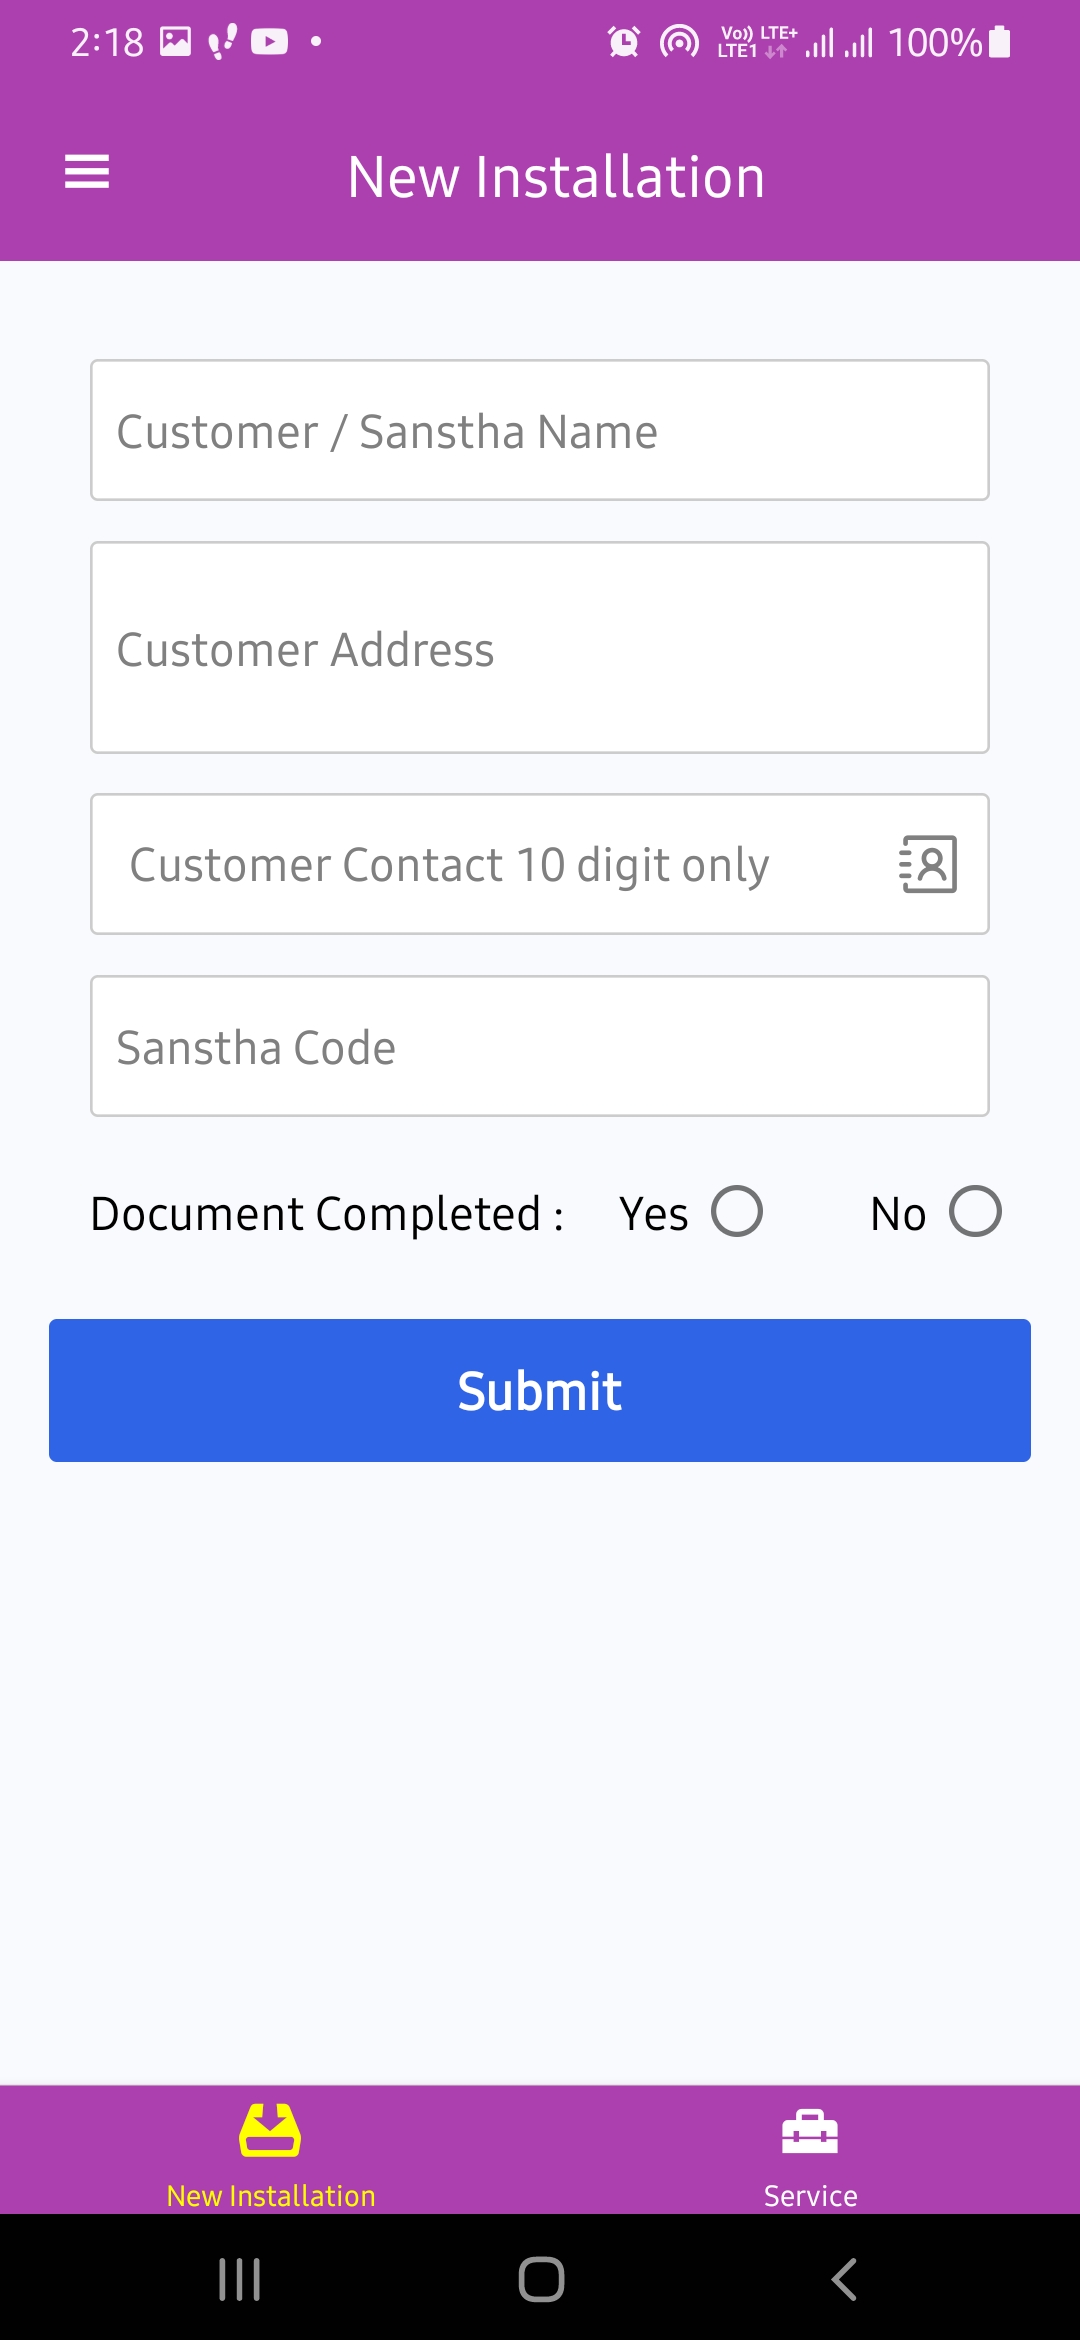 2:18 Vo)) LTE+ LTE1 100%
New Installation
Customer / Sanstha Name
Customer Address
Customer Contact 10 digit only
Sanstha Code
Document Completed : Yes No
Submit
New Installation Service